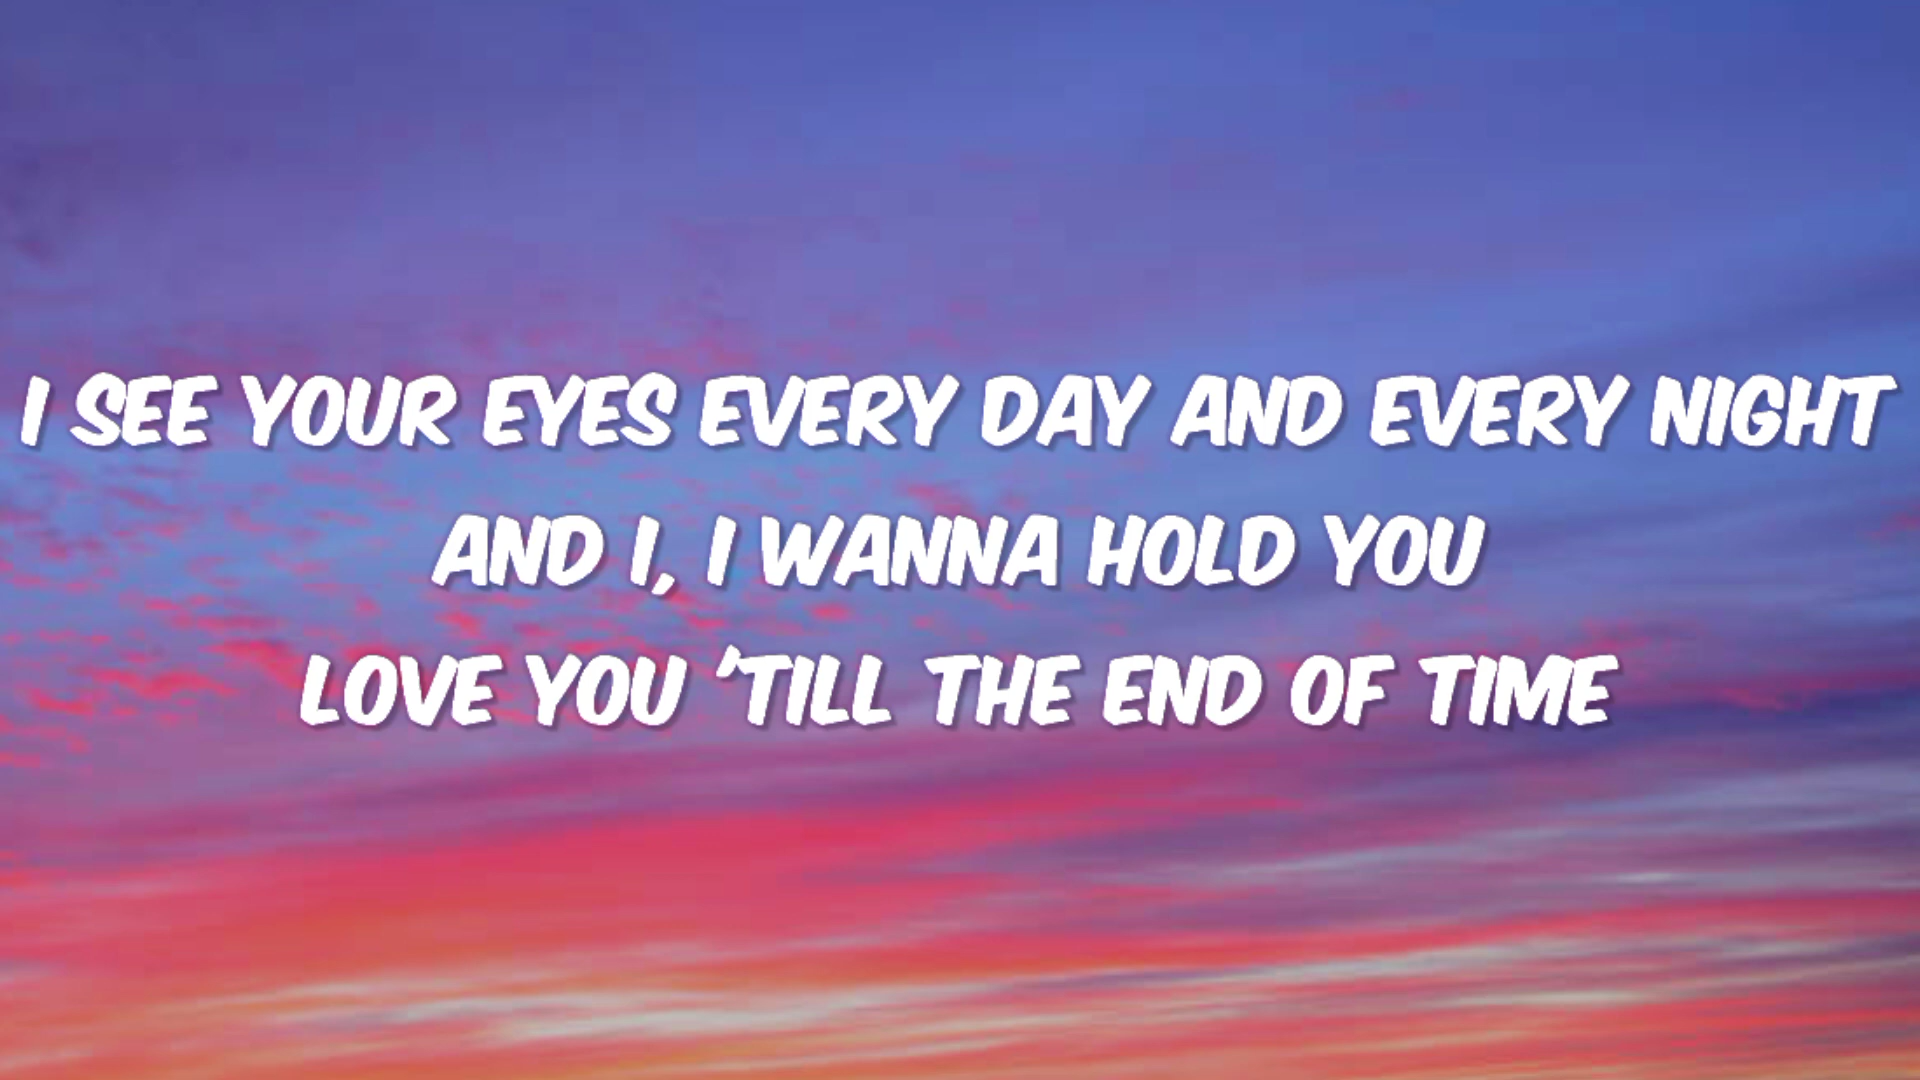 I SEE YOUR EYES EVERY DAY AND EVERY NIGHT
AND I, I WANNA HOLD YOU
LOVE YOU 'TILL THE END OF TIME